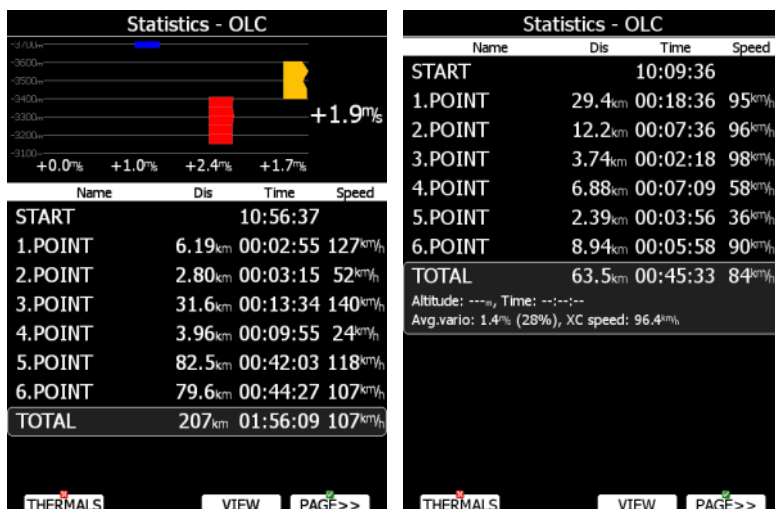 Statistics - OLC
-3700m
-3600m
-3500m
-3400m
-3300m
-3200m
-3100
+1.9m/s
+0.0m/s +1.0m/s +2.4m/s +1.7m/s
Name Dis Time Speed
START 10:56:37
1.POINT 6.19km 00:02:55 127km/h
2.POINT 2.80km 00:03:15 52km/h
3.POINT 31.6km 00:13:34 140km/h
4.POINT 3.96km 00:09:55 24km/h
5.POINT 82.5km 00:42:03 118km/h
6.POINT 79.6km 00:44:27 107km/h
TOTAL 207km 01:56:09 107km/h
THERMALS VIEW PAGE>>
Statistics - OLC
Name Dis Time Speed
START 10:09:36
1.POINT 29.4km 00:18:36 95km/h
2.POINT 12.2km 00:07:36 96km/h
3.POINT 3.74km 00:02:18 98km/h
4.POINT 6.88km 00:07:09 58km/h
5.POINT 2.39km 00:03:56 36km/h
6.POINT 8.94km 00:05:58 90km/h
TOTAL 63.5km 00:45:33 84km/h
Altitude: ---m, Time: --:--:--
Avg.vario: 1.4m/s (28%), XC speed: 96.4km/h
THERMALS VIEW PAGE>>